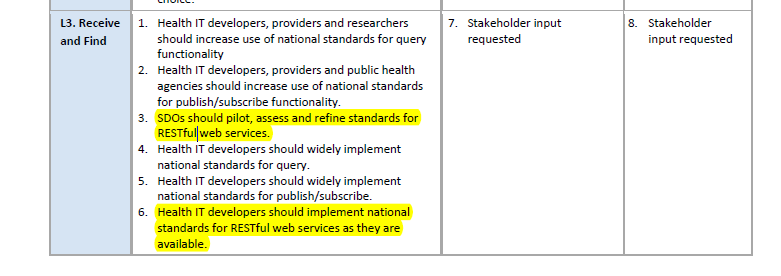 choice.
L3. Receive
and Find
1. Health IT developers, providers and researchers
should increase use of national standards for query
functionality
2. Health IT developers, providers and public health
agencies should increase use of national standards
for publish/subscribe functionality.
3. SDOs should pilot, assess and refine standards for
RESTful web services.
4. Health IT developers should widely implement
national standards for query.
5. Health IT developers should widely implement
national standards for publish/subscribe.
6. Health IT developers should implement national
standards for RESTful web services as they are
available.
7. Stakeholder input
requested
8. Stakeholder
input requested